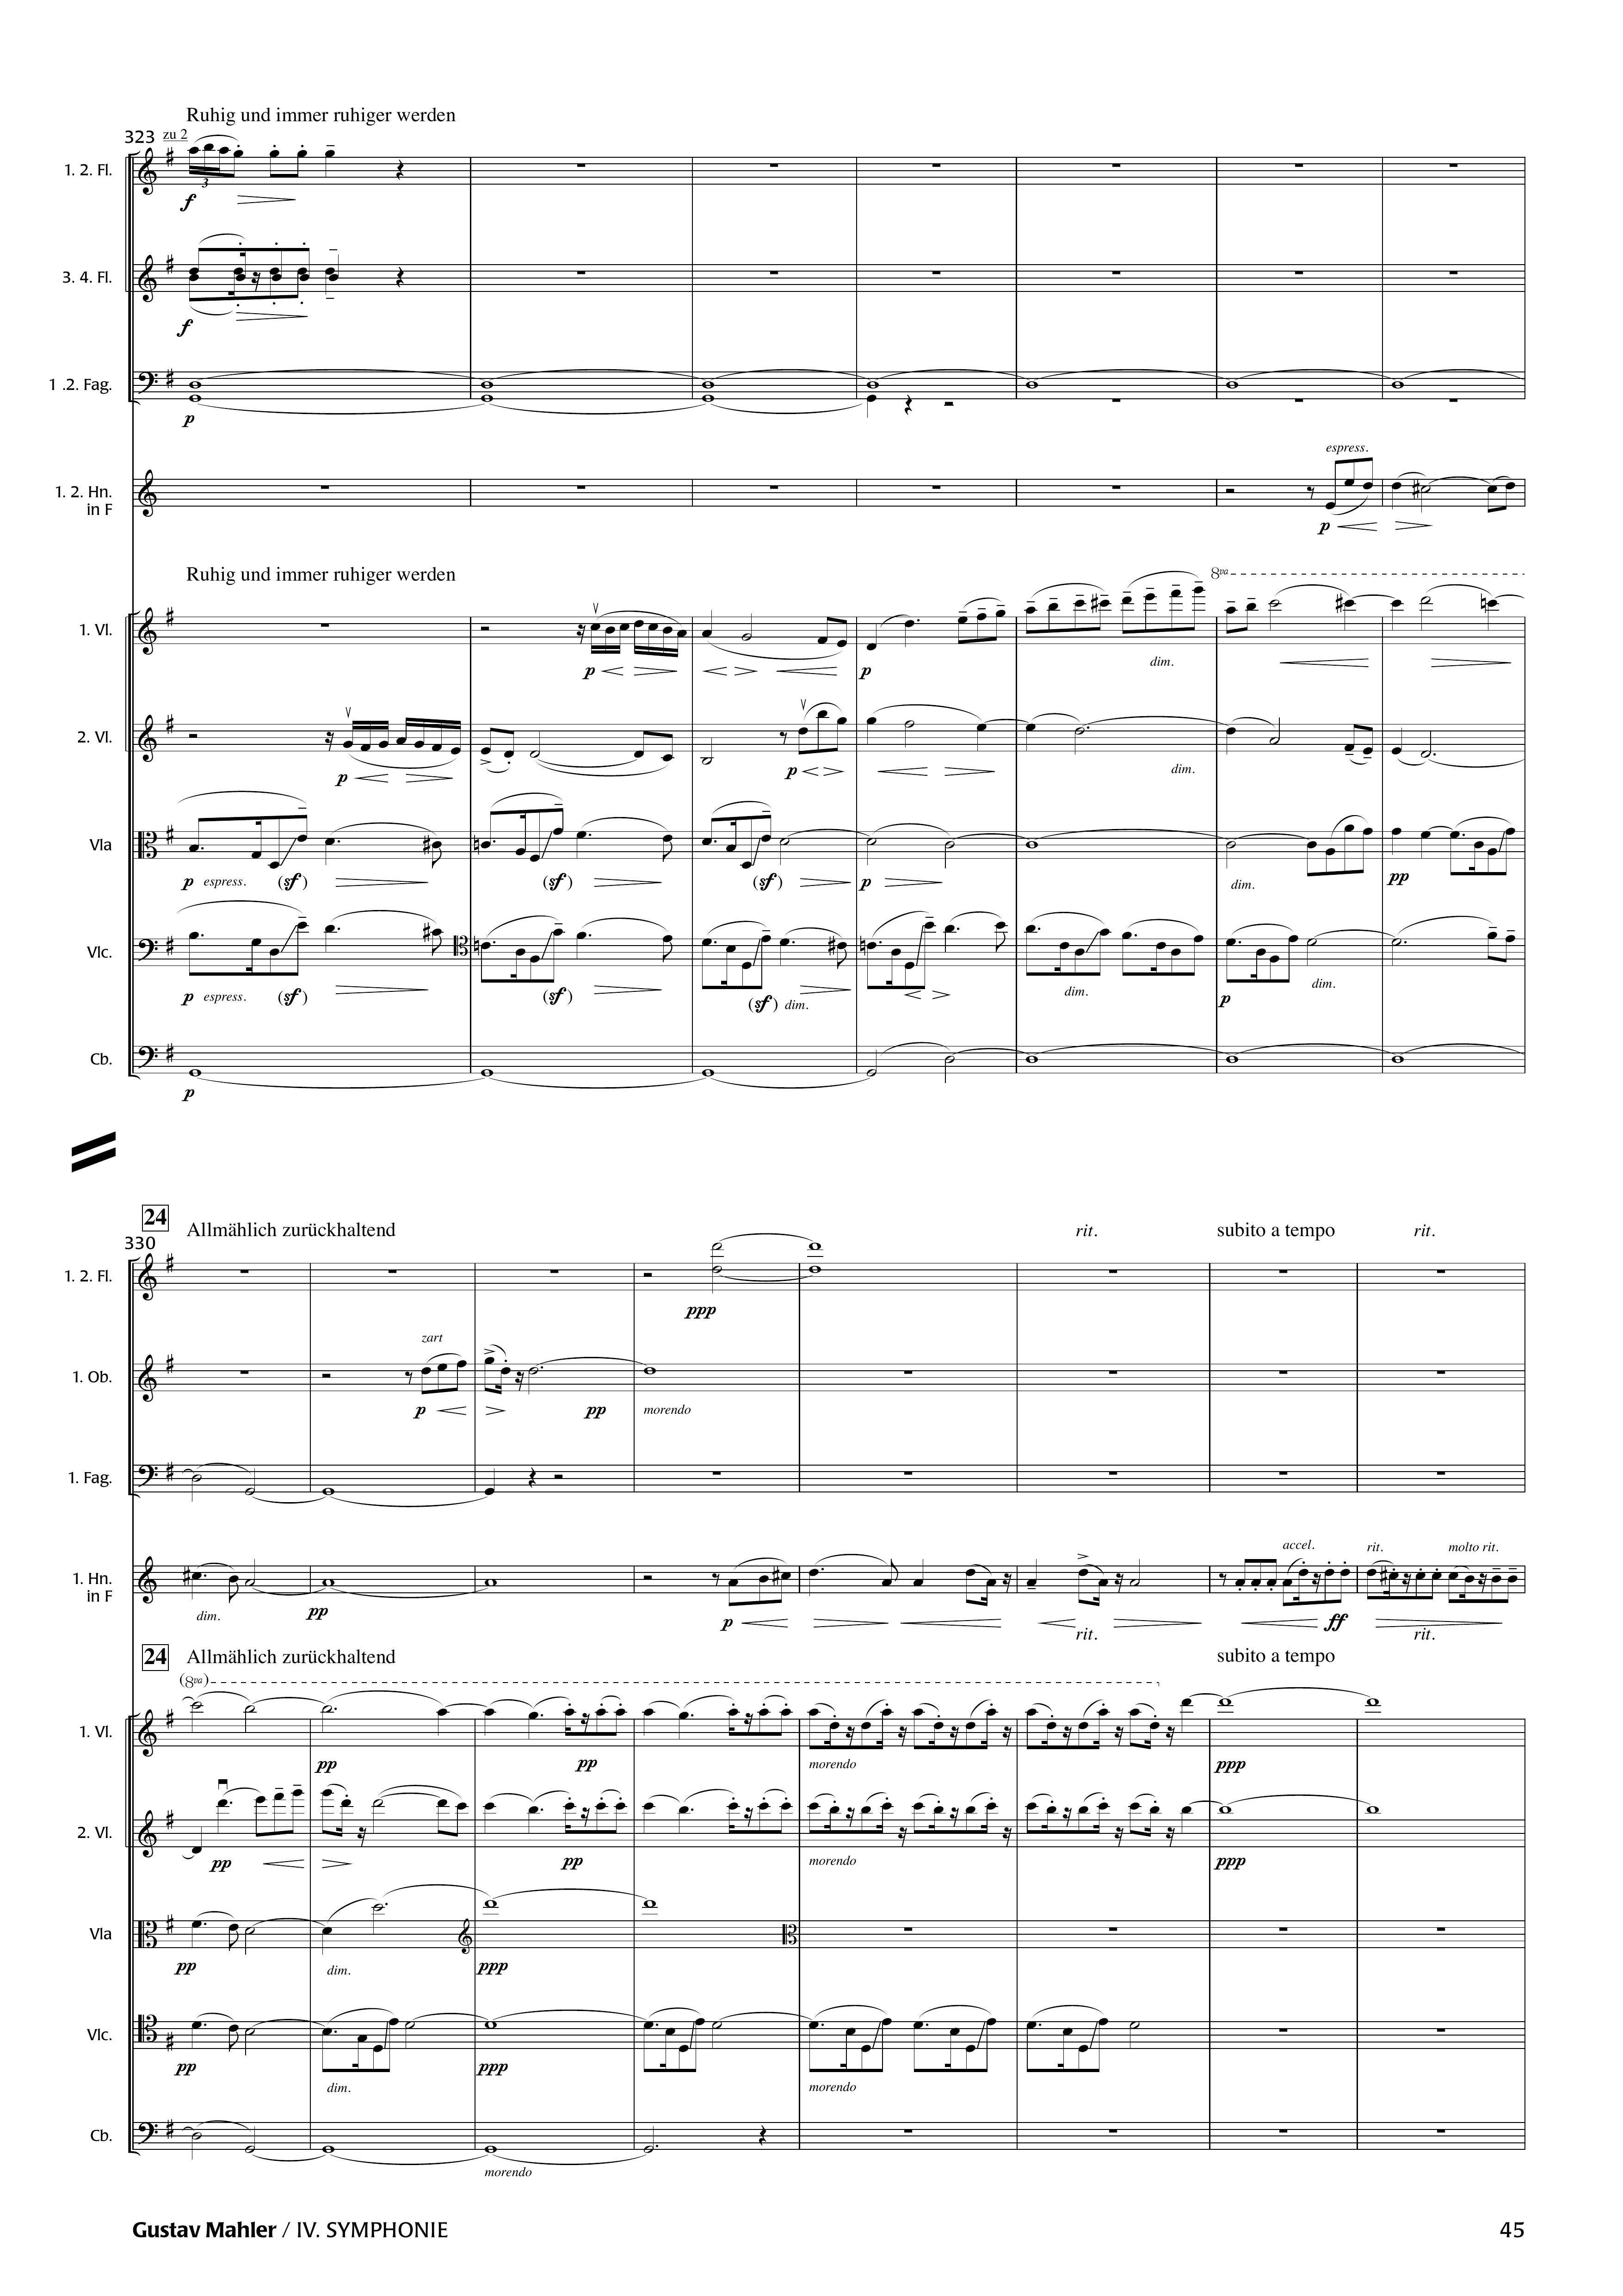 Ruhig und immer ruhiger werden
323 zu 2
1. 2. Fl.
3
f
3. 4. Fl.
f
1 .2. Fag.
p
espress.
1. 2. Hn.
in F
p
Ruhig und immer ruhiger werden
8va
1. Vl.
p p dim.
2. Vl.
p p dim.
Vla
p espress. (sf) (sf) (sf) p dim. pp
Vlc.
p espress. (sf) (sf) (sf) dim. dim. p dim.
Cb.
p
24 Allmählich zurückhaltend rit. subito a tempo rit.
330
1. 2. Fl.
ppp
zart
1. Ob.
p pp morendo
1. Fag.
accel. rit. molto rit.
1. Hn.
in F
dim. pp p ff
rit. rit.
24 Allmählich zurückhaltend subito a tempo
(8va)
1. Vl.
pp pp morendo ppp
2. Vl.
pp pp morendo ppp
Vla
pp dim. ppp
Vlc.
pp dim. ppp morendo
Cb.
morendo
Gustav Mahler / IV. SYMPHONIE 45